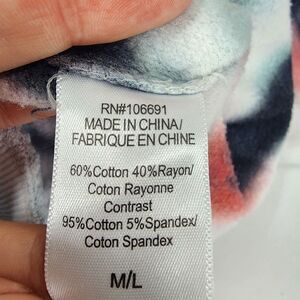 RN#106691
MADE IN CHINA/
FABRIQUE EN CHINE
60%Cotton 40%Rayon/
Coton Rayonne
Contrast
95%Cotton 5%Spandex/
Coton Spandex
M/L